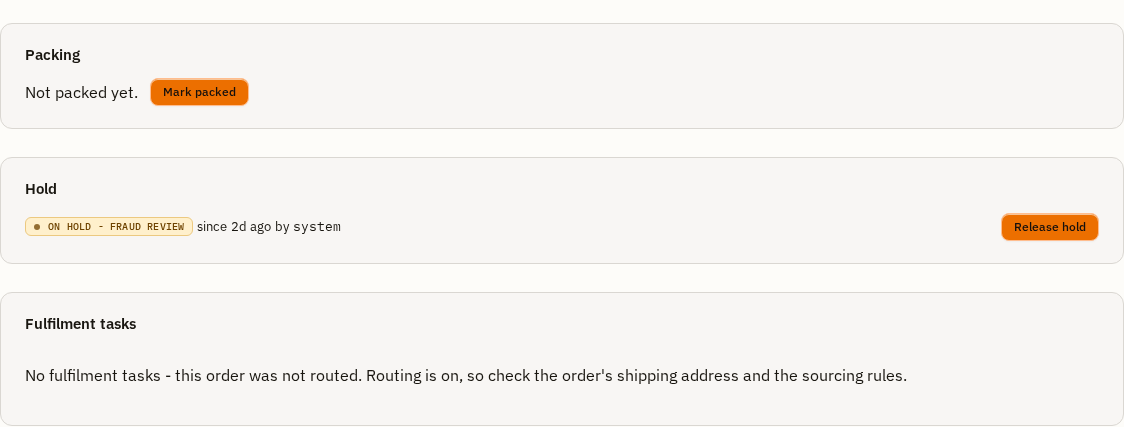 Packing
Not packed yet. Mark packed
Hold
ON HOLD - FRAUD REVIEW since 2d ago by system Release hold
Fulfilment tasks
No fulfilment tasks - this order was not routed. Routing is on, so check the order's shipping address and the sourcing rules.